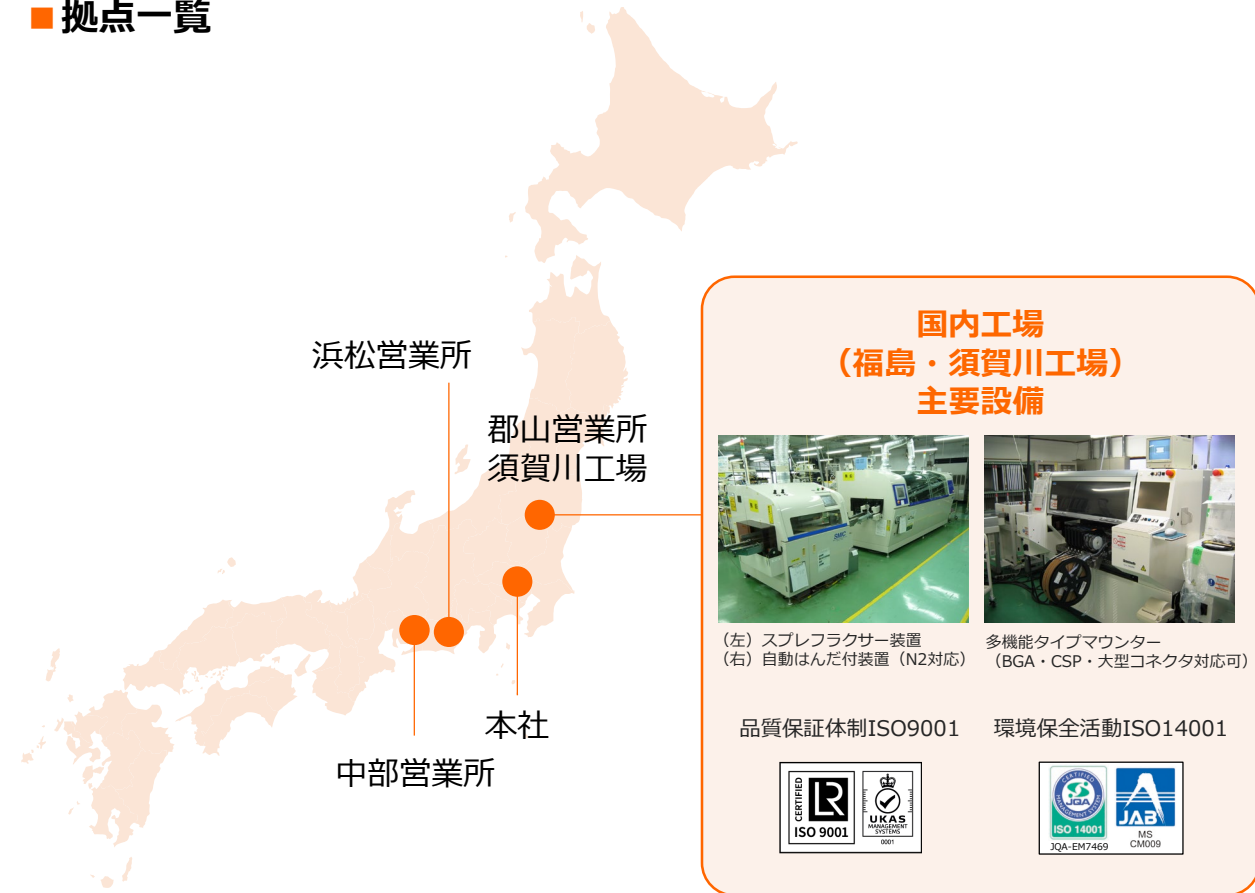 ■拠点一覧
浜松営業所
郡山営業所
須賀川工場
本社
中部営業所
国内工場
（福島・須賀川工場）
主要設備
（左）スプレフラクサー装置
（右）自動はんだ付装置（N2対応）
多機能タイプマウンター
（BGA・CSP・大型コネクタ対応可）
品質保証体制ISO9001
環境保全活動ISO14001
CERTIFIED
LR
ISO 9001
UKAS
MANAGEMENT
SYSTEMS
0001
CERTIFIED
MANAGEMENT SYSTEM
JQA
ISO 14001
JQA-EM7469
JAB
MS
CM009